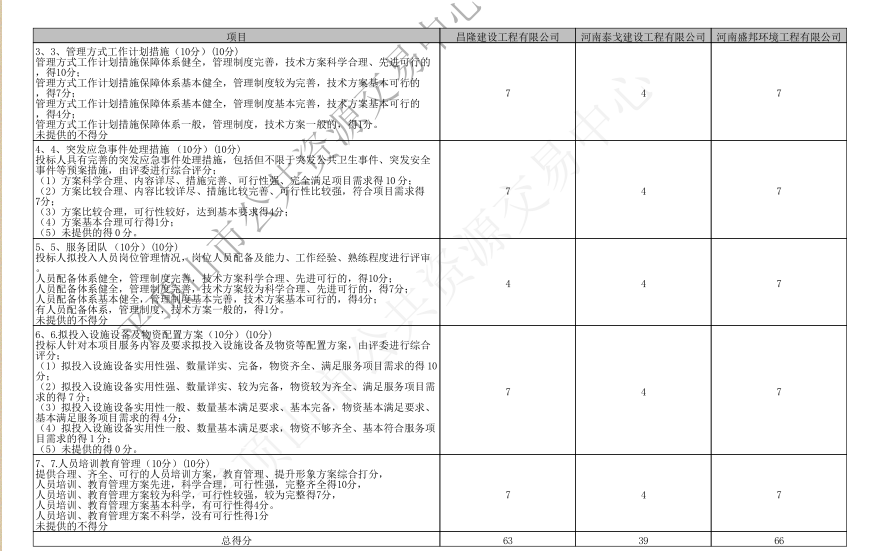 项目 昌隆建设工程有限公司 河南泰戈建设工程有限公司 河南盛邦环境工程有限公司
3、3、管理方式工作计划措施（10分）(10分)
管理方式工作计划措施保障体系健全，管理制度完善，技术方案科学合理、先进可行的
，得10分；
管理方式工作计划措施保障体系基本健全，管理制度较为完善，技术方案基本可行的
，得7分；
管理方式工作计划措施保障体系基本健全，管理制度基本完善，技术方案基本可行的
，得4分；
管理方式工作计划措施保障体系一般，管理制度，技术方案一般的，得1分。
未提供的不得分
7 4 7
4、4、突发应急事件处理措施 （10分）(10分)
投标人具有完善的突发应急事件处理措施，包括但不限于突发公共卫生事件、突发安全
事件等预案措施，由评委进行综合评分；
（1）方案科学合理、内容详尽、措施完善、可行性强、完全满足项目需求得 10 分；
（2）方案比较合理、内容比较详尽、措施比较完善、可行性比较强，符合项目需求得
7分；
（3）方案比较合理，可行性较好，达到基本要求得4分；
（4）方案基本合理可行得1分；
（5）未提供的得 0 分。
7 4 7
5、5、服务团队 （10分）(10分)
投标人拟投入人员岗位管理情况，岗位人员配备及能力、工作经验、熟练程度进行评审
。
人员配备体系健全，管理制度完善，技术方案科学合理、先进可行的，得10分；
人员配备体系健全，管理制度完善，技术方案较为科学合理、先进可行的，得7分；
人员配备体系基本健全，管理制度基本完善，技术方案基本可行的，得4分；
有人员配备体系，管理制度，技术方案一般的，得1分。
未提供的不得分
4 4 7
6、6.拟投入设施设备及物资配置方案（10分）(10分)
投标人针对本项目服务内容及要求拟投入设施设备及物资等配置方案，由评委进行综合
评分；
（1）拟投入设施设备实用性强、数量详实、完备，物资齐全、满足服务项目需求的得 10
分；
（2）拟投入设施设备实用性强、数量详实、较为完备，物资较为齐全、满足服务项目需
求的得 7 分；
（3）拟投入设施设备实用性一般、数量基本满足要求、基本完备，物资基本满足要求、
基本满足服务项目需求的得 4分；
（4）拟投入设施设备实用性一般、数量基本满足要求，物资不够齐全、基本符合服务项
目需求的得 1 分；
（5）未提供的得 0 分。
7 4 7
7、7.人员培训教育管理（10分）(10分)
提供合理、齐全、可行的人员培训方案，教育管理、提升形象方案综合打分，
人员培训、教育管理方案先进，科学合理，可行性强，完整齐全得10分，
人员培训、教育管理方案较为科学，可行性较强，较为完整得7分，
人员培训、教育管理方案基本科学，有可行性得4分。
人员培训、教育管理方案不科学，没有可行性得1分
未提供的不得分
7 4 7
总得分 63 39 66
平顶山市公共资源交易中心
平顶山市公共资源交易中心